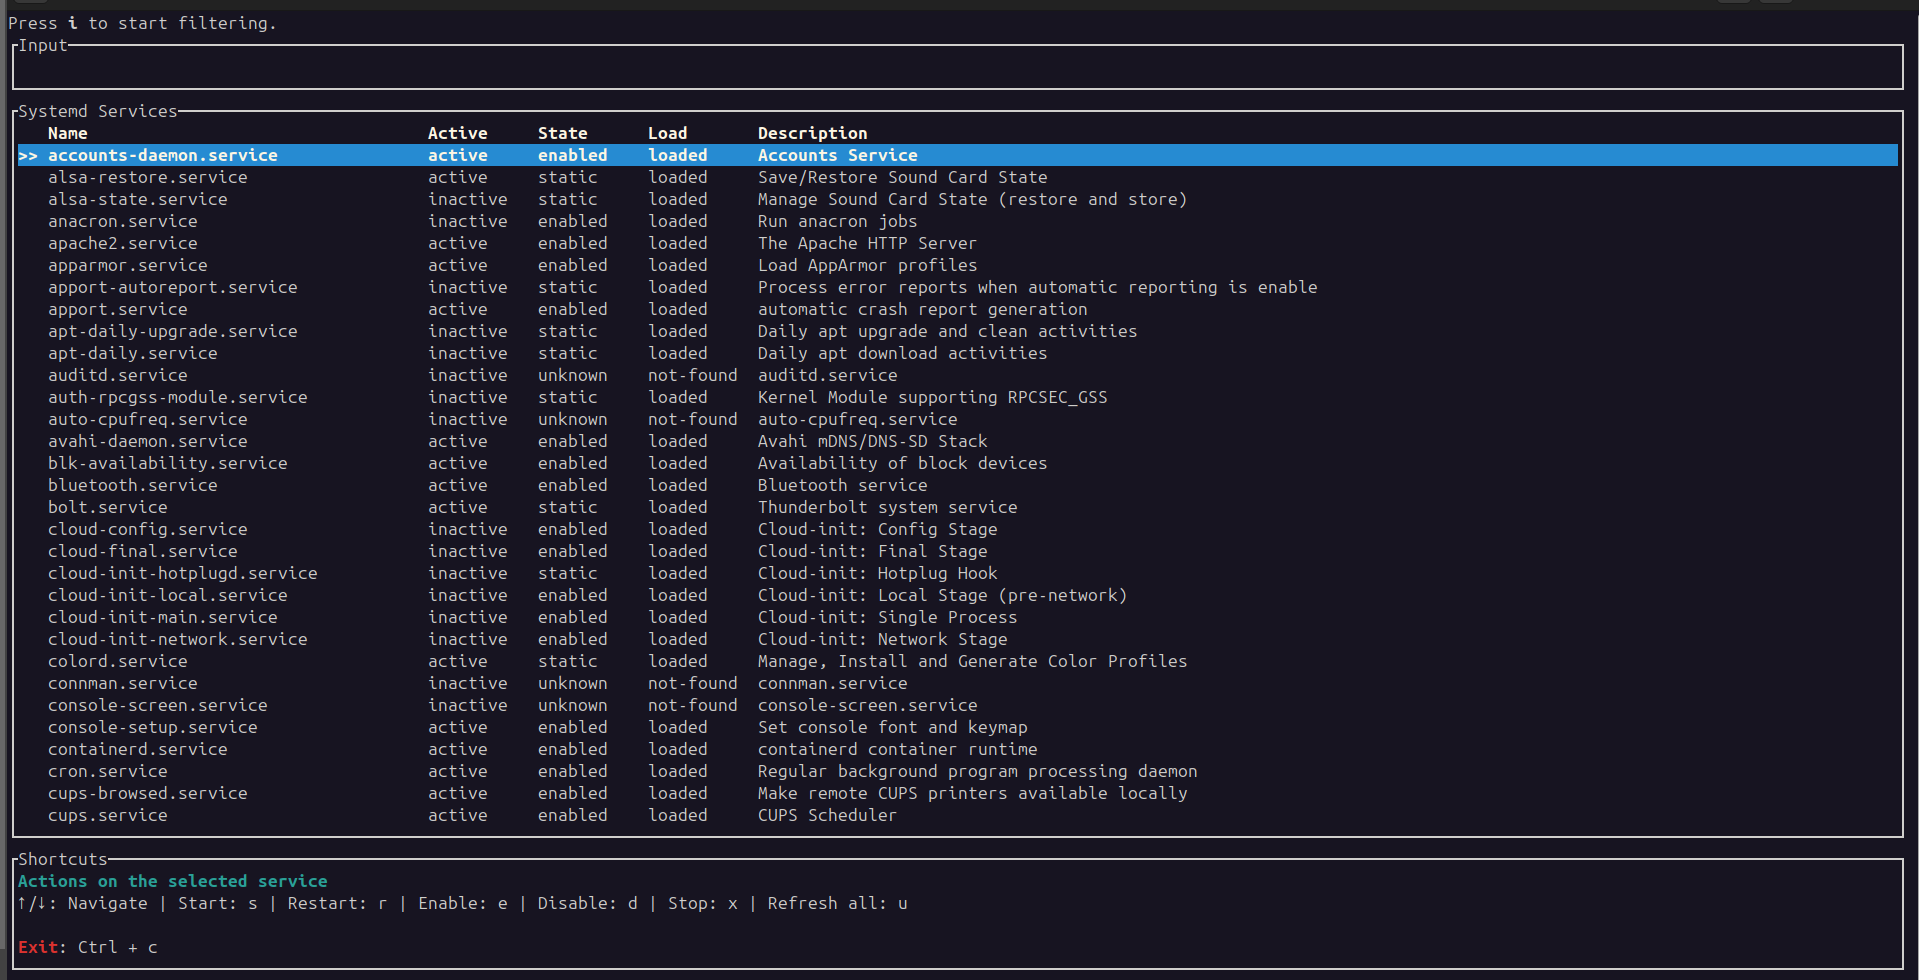 Press i to start filtering.
Input
Systemd Services
Name Active State Load Description
>> accounts-daemon.service active enabled loaded Accounts Service
alsa-restore.service active static loaded Save/Restore Sound Card State
alsa-state.service inactive static loaded Manage Sound Card State (restore and store)
anacron.service inactive enabled loaded Run anacron jobs
apache2.service active enabled loaded The Apache HTTP Server
apparmor.service active enabled loaded Load AppArmor profiles
apport-autoreport.service inactive static loaded Process error reports when automatic reporting is enable
apport.service active enabled loaded automatic crash report generation
apt-daily-upgrade.service inactive static loaded Daily apt upgrade and clean activities
apt-daily.service inactive static loaded Daily apt download activities
auditd.service inactive unknown not-found auditd.service
auth-rpcgss-module.service inactive static loaded Kernel Module supporting RPCSEC_GSS
auto-cpufreq.service inactive unknown not-found auto-cpufreq.service
avahi-daemon.service active enabled loaded Avahi mDNS/DNS-SD Stack
blk-availability.service active enabled loaded Availability of block devices
bluetooth.service active enabled loaded Bluetooth service
bolt.service active static loaded Thunderbolt system service
cloud-config.service inactive enabled loaded Cloud-init: Config Stage
cloud-final.service inactive enabled loaded Cloud-init: Final Stage
cloud-init-hotplugd.service inactive static loaded Cloud-init: Hotplug Hook
cloud-init-local.service inactive enabled loaded Cloud-init: Local Stage (pre-network)
cloud-init-main.service inactive enabled loaded Cloud-init: Single Process
cloud-init-network.service inactive enabled loaded Cloud-init: Network Stage
colord.service active static loaded Manage, Install and Generate Color Profiles
connman.service inactive unknown not-found connman.service
console-screen.service inactive unknown not-found console-screen.service
console-setup.service active enabled loaded Set console font and keymap
containerd.service active enabled loaded containerd container runtime
cron.service active enabled loaded Regular background program processing daemon
cups-browsed.service active enabled loaded Make remote CUPS printers available locally
cups.service active enabled loaded CUPS Scheduler
Shortcuts
Actions on the selected service
↑/↓: Navigate | Start: s | Restart: r | Enable: e | Disable: d | Stop: x | Refresh all: u
Exit: Ctrl + c